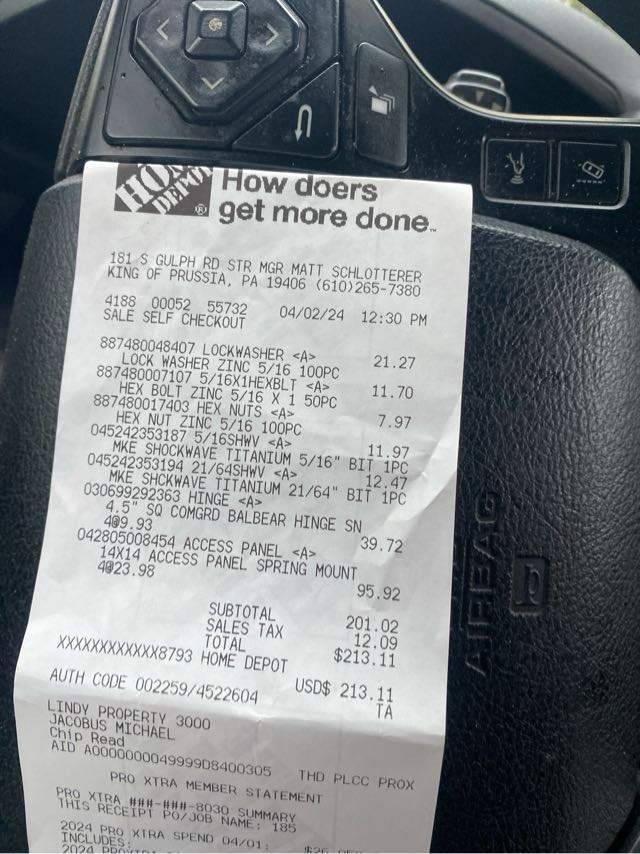 HOME DEPOT
How doers
get more done™
181 S GULPH RD STR MGR MATT SCHLOTTERER
KING OF PRUSSIA, PA 19406 (610)265-7380
4188 00052 55732 04/02/24 12:30 PM
SALE SELF CHECKOUT
887480048407 LOCKWASHER <A> 21.27
LOCK WASHER ZINC 5/16 100PC
887480007107 5/16X1HEXBLT <A> 11.70
HEX BOLT ZINC 5/16 X 1 50PC
887480017403 HEX NUTS <A> 7.97
HEX NUT ZINC 5/16 100PC
045242353187 5/16SHWV <A> 11.97
MKE SHOCKWAVE TITANIUM 5/16" BIT 1PC
045242353194 21/64SHWV <A> 12.47
MKE SHCKWAVE TITANIUM 21/64" BIT 1PC
030699292363 HINGE <A>
4.5" SQ COMGRD BALBEAR HINGE SN
4@9.93 39.72
042805008454 ACCESS PANEL <A>
14X14 ACCESS PANEL SPRING MOUNT
4@23.98 95.92
SUBTOTAL 201.02
SALES TAX 12.09
TOTAL $213.11
XXXXXXXXXXXX8793 HOME DEPOT
USD$ 213.11
AUTH CODE 002259/4522604 TA
LINDY PROPERTY 3000
JACOBUS MICHAEL
Chip Read
AID A0000000049999D8400305 THD PLCC PROX
PRO XTRA MEMBER STATEMENT
PRO XTRA ###-###-8030 SUMMARY
THIS RECEIPT PO/JOB NAME: 185
2024 PRO XTRA SPEND 04/01:
INCLUDES:
AIRBAG